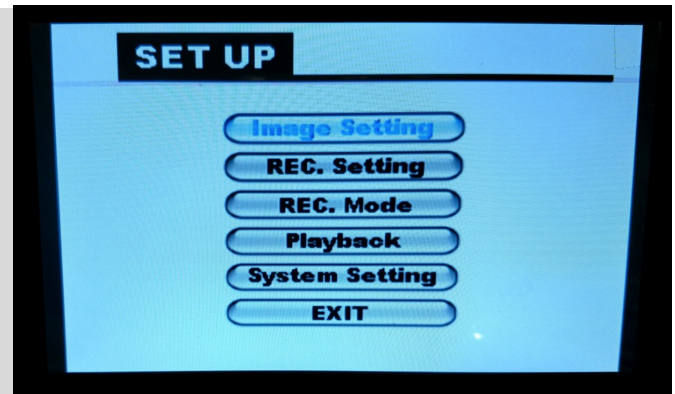 SET UP
Image Setting
REC. Setting
REC. Mode
Playback
System Setting
EXIT